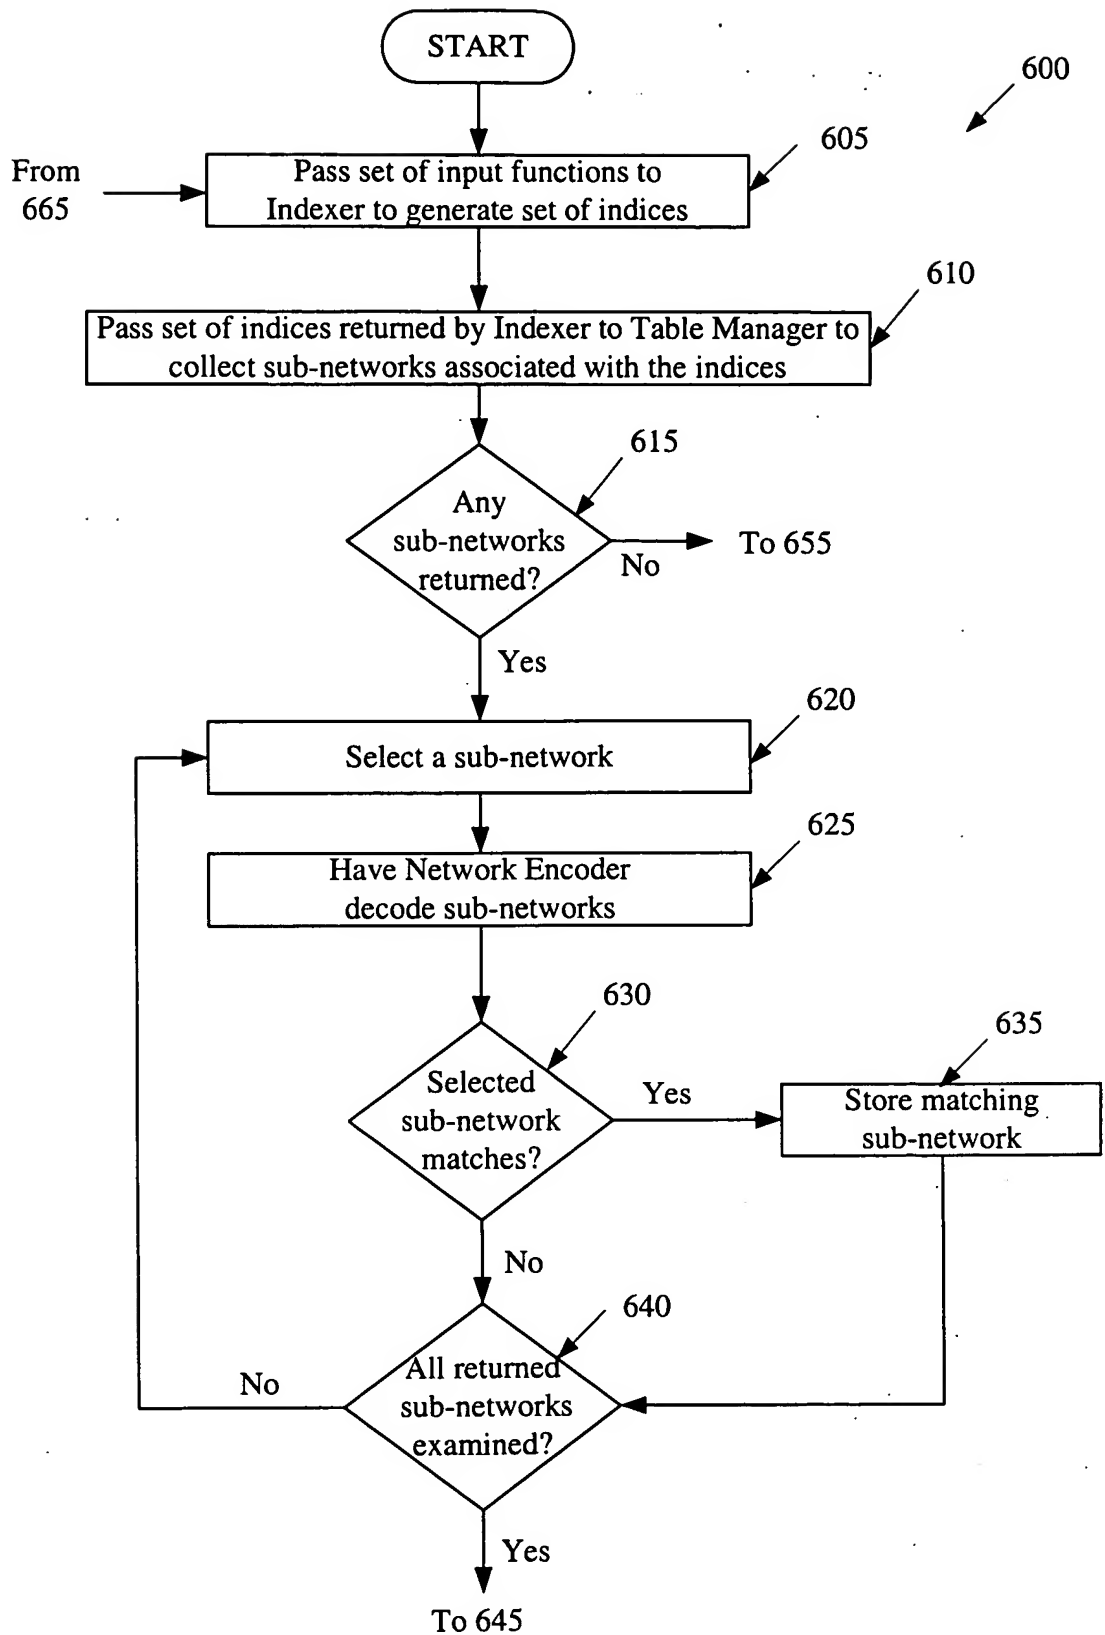 START
600
605
From
665
Pass set of input functions to
Indexer to generate set of indices
610
Pass set of indices returned by Indexer to Table Manager to
collect sub-networks associated with the indices
615
Any
sub-networks
returned?
No
To 655
Yes
620
Select a sub-network
625
Have Network Encoder
decode sub-networks
630
Selected
sub-network
matches?
Yes
635
Store matching
sub-network
No
640
All returned
sub-networks
examined?
No
Yes
To 645